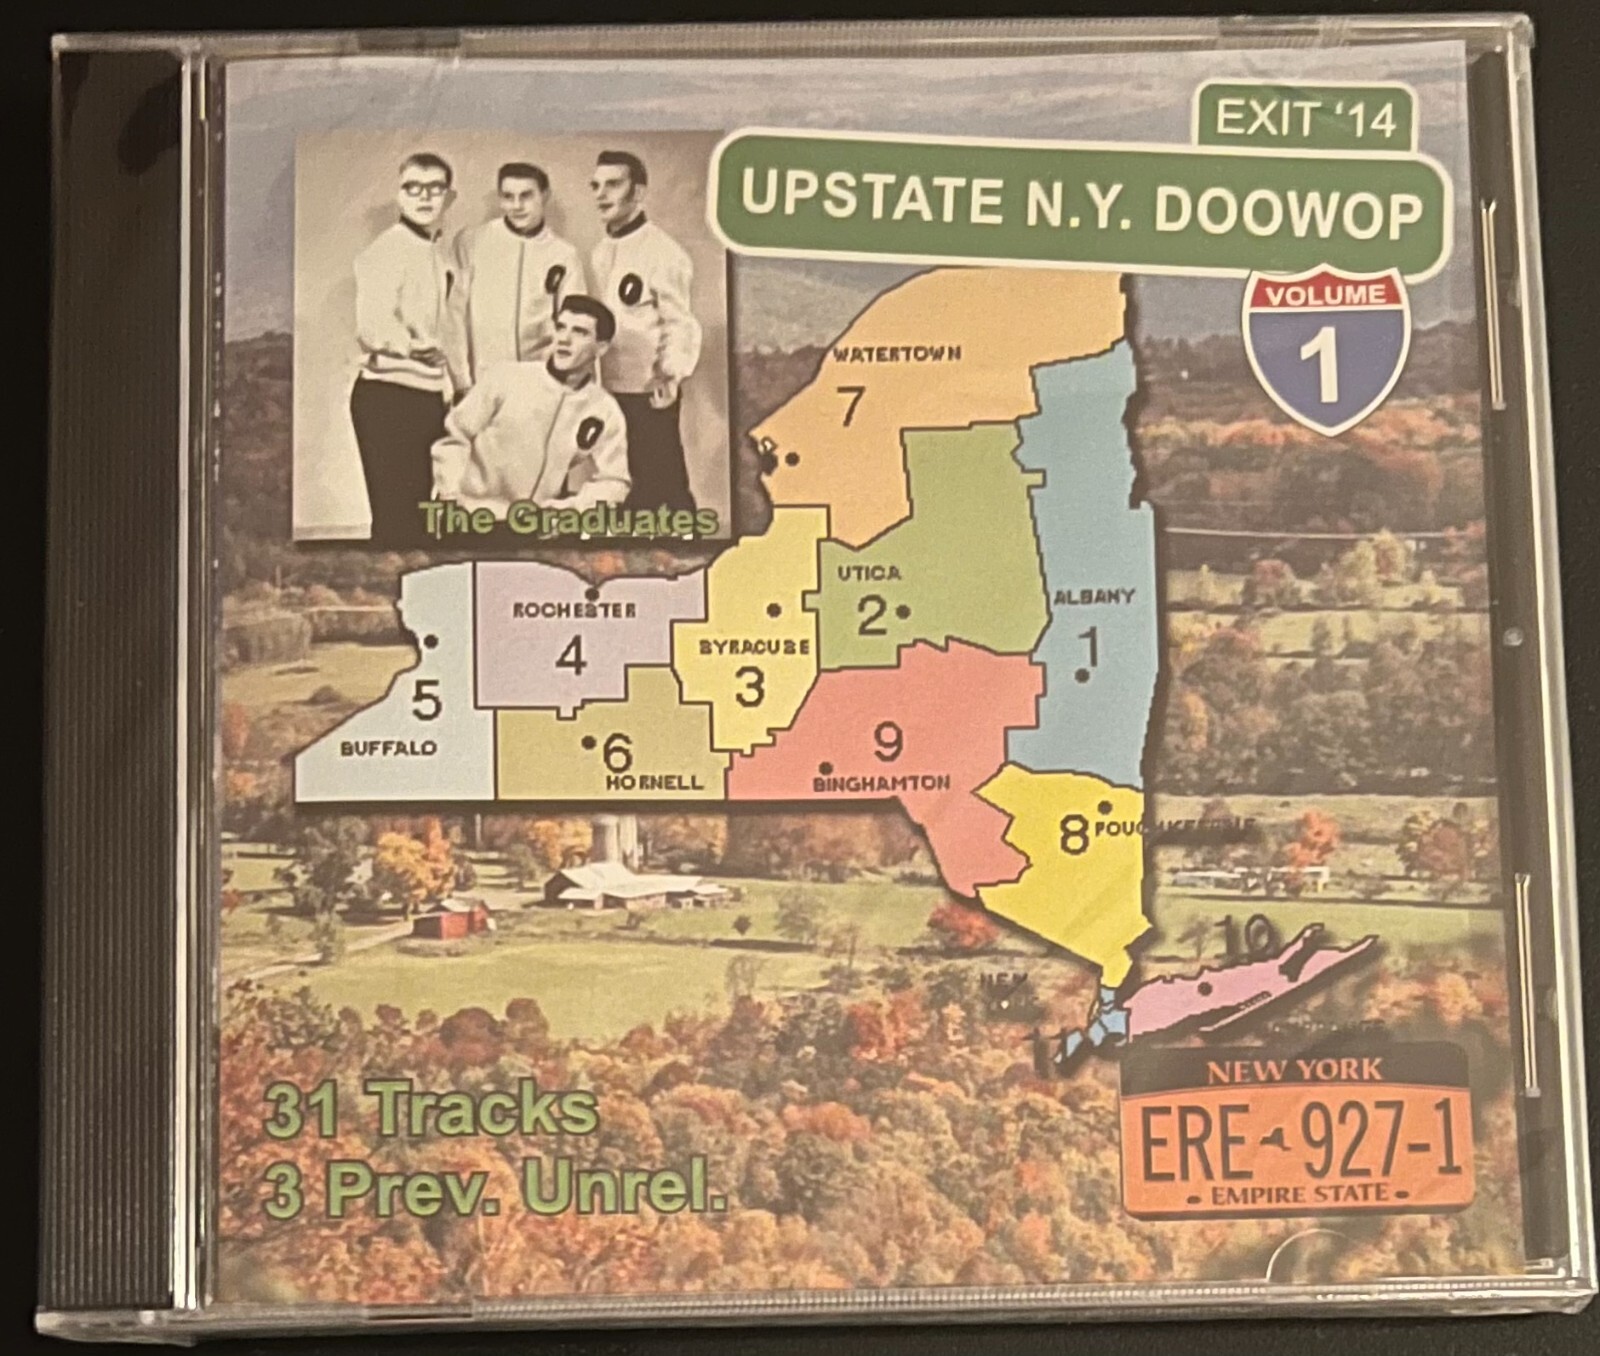 EXIT '14
UPSTATE N.Y. DOOWOP
VOLUME
1
The Graduates
WATERTOWN
7
UTICA
2
ALBANY
1
ROCHESTER
4
SYRACUSE
3
5
BUFFALO
6
HORNELL
9
BINGHAMTON
8 POUGHKEEPSIE
10
NEW
31 Tracks
3 Prev. Unrel.
NEW YORK
ERE 927-1
EMPIRE STATE